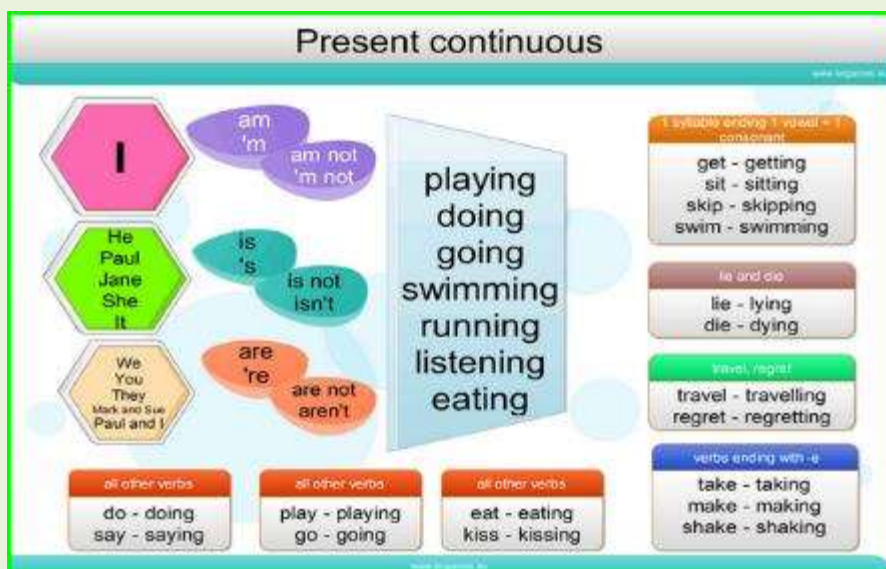 Present continuous
I
am
'm
am not
'm not
He
Paul
Jane
She
It
is
's
is not
isn't
We
You
They
Mark and Sue
Paul and I
are
're
are not
aren't
playing
doing
going
swimming
running
listening
eating
1 syllable ending 1 vowel + 1
consonant
get - getting
sit - sitting
skip - skipping
swim - swimming
lie and die
lie - lying
die - dying
travel, regret
travel - travelling
regret - regretting
verbs ending with -e
take - taking
make - making
shake - shaking
all other verbs
do - doing
say - saying
all other verbs
play - playing
go - going
all other verbs
eat - eating
kiss - kissing